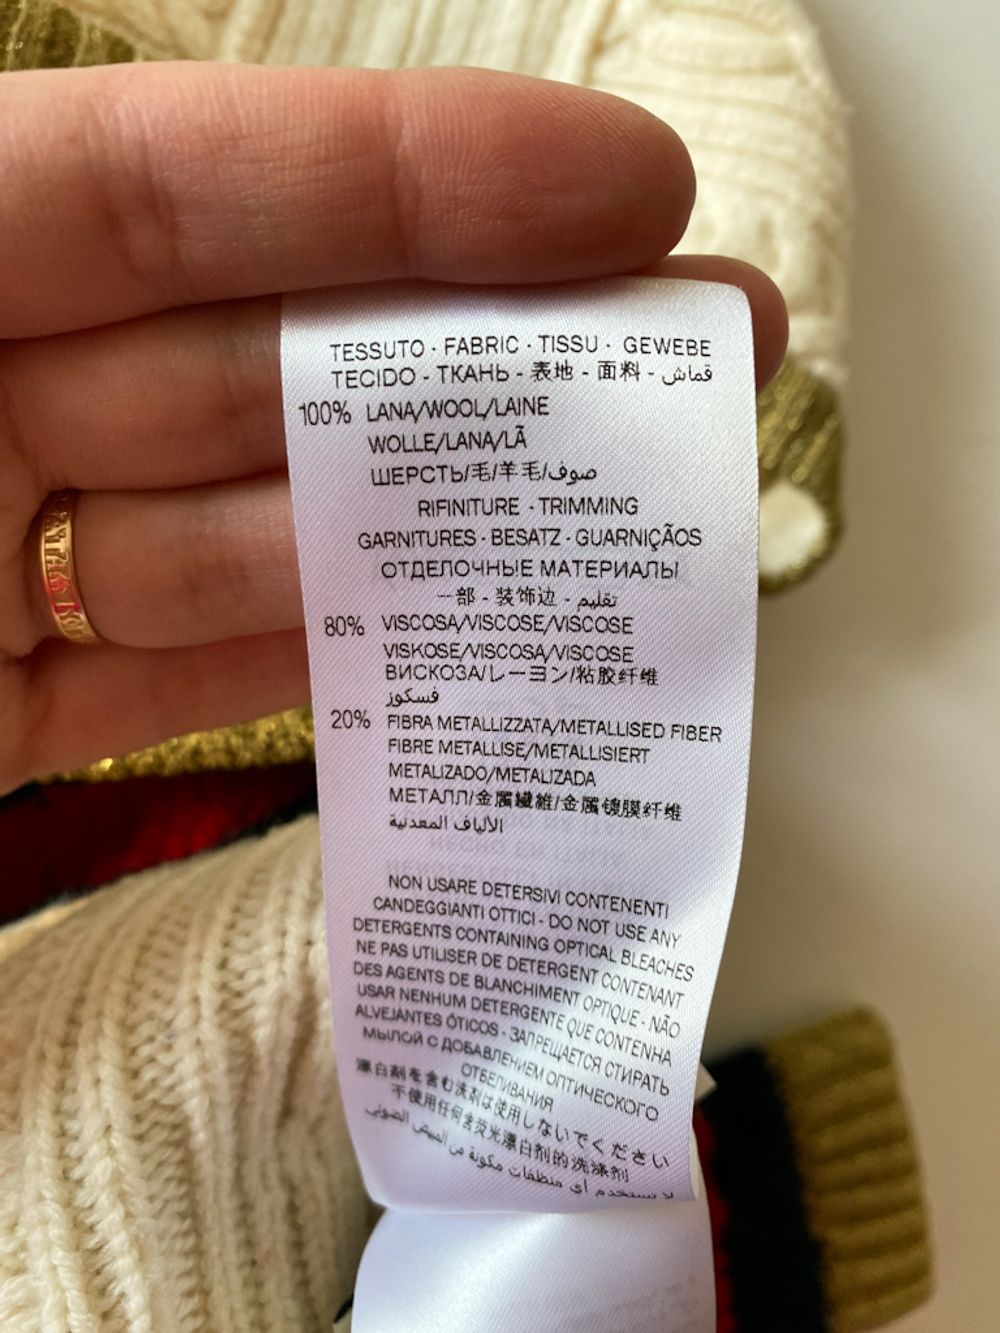 TESSUTO · FABRIC · TISSU · GEWEBE
TECIDO - ТКАНЬ - 表地 - 面料 - قماش
100% LANA/WOOL/LAINE
WOLLE/LANA/LÃ
ШЕРСТЬ/毛/羊毛/صوف
RIFINITURE · TRIMMING
GARNITURES · BESATZ · GUARNIÇÃOS
ОТДЕЛОЧНЫЕ МАТЕРИАЛЫ
一部 - 装饰边 - تقليم
80% VISCOSA/VISCOSE/VISCOSE
VISKOSE/VISCOSA/VISCOSE
ВИСКОЗА/レーヨン/粘胶纤维
فسكوز
20% FIBRA METALLIZZATA/METALLISED FIBER
FIBRE METALLISE/METALLISIERT
METALIZADO/METALIZADA
МЕТАЛЛ/金属繊維/金属镀膜纤维
الألياف المعدنية
NON USARE DETERSIVI CONTENENTI
CANDEGGIANTI OTTICI - DO NOT USE ANY
DETERGENTS CONTAINING OPTICAL BLEACHES
NE PAS UTILISER DE DETERGENT CONTENANT
DES AGENTS DE BLANCHIMENT OPTIQUE - NÃO
USAR NENHUM DETERGENTE QUE CONTENHA
ALVEJANTES ÓTICOS - ЗАПРЕЩАЕТСЯ СТИРАТЬ
МЫЛОЙ С ДОБАВЛЕНИЕМ ОПТИЧЕСКОГО
ОТБЕЛИВАНИЯ
漂白剤を含む洗剤は使用しないでください
不使用任何含荧光漂白剂的洗涤剂
لا تستخدم أي منظفات مكونة من المبيض الضوئي